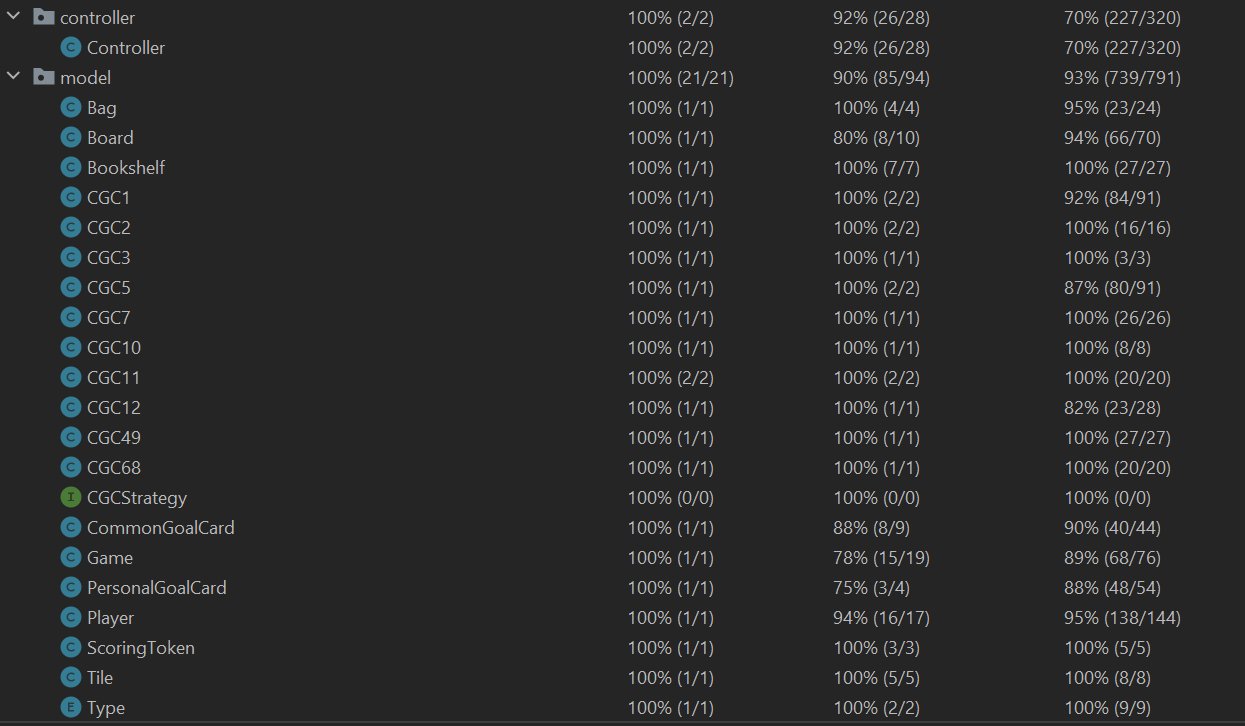 controller 100% (2/2) 92% (26/28) 70% (227/320)
C Controller 100% (2/2) 92% (26/28) 70% (227/320)
model 100% (21/21) 90% (85/94) 93% (739/791)
C Bag 100% (1/1) 100% (4/4) 95% (23/24)
C Board 100% (1/1) 80% (8/10) 94% (66/70)
C Bookshelf 100% (1/1) 100% (7/7) 100% (27/27)
C CGC1 100% (1/1) 100% (2/2) 92% (84/91)
C CGC2 100% (1/1) 100% (2/2) 100% (16/16)
C CGC3 100% (1/1) 100% (1/1) 100% (3/3)
C CGC5 100% (1/1) 100% (2/2) 87% (80/91)
C CGC7 100% (1/1) 100% (1/1) 100% (26/26)
C CGC10 100% (1/1) 100% (1/1) 100% (8/8)
C CGC11 100% (2/2) 100% (2/2) 100% (20/20)
C CGC12 100% (1/1) 100% (1/1) 82% (23/28)
C CGC49 100% (1/1) 100% (1/1) 100% (27/27)
C CGC68 100% (1/1) 100% (1/1) 100% (20/20)
I CGCStrategy 100% (0/0) 100% (0/0) 100% (0/0)
C CommonGoalCard 100% (1/1) 88% (8/9) 90% (40/44)
C Game 100% (1/1) 78% (15/19) 89% (68/76)
C PersonalGoalCard 100% (1/1) 75% (3/4) 88% (48/54)
C Player 100% (1/1) 94% (16/17) 95% (138/144)
C ScoringToken 100% (1/1) 100% (3/3) 100% (5/5)
C Tile 100% (1/1) 100% (5/5) 100% (8/8)
E Type 100% (1/1) 100% (2/2) 100% (9/9)